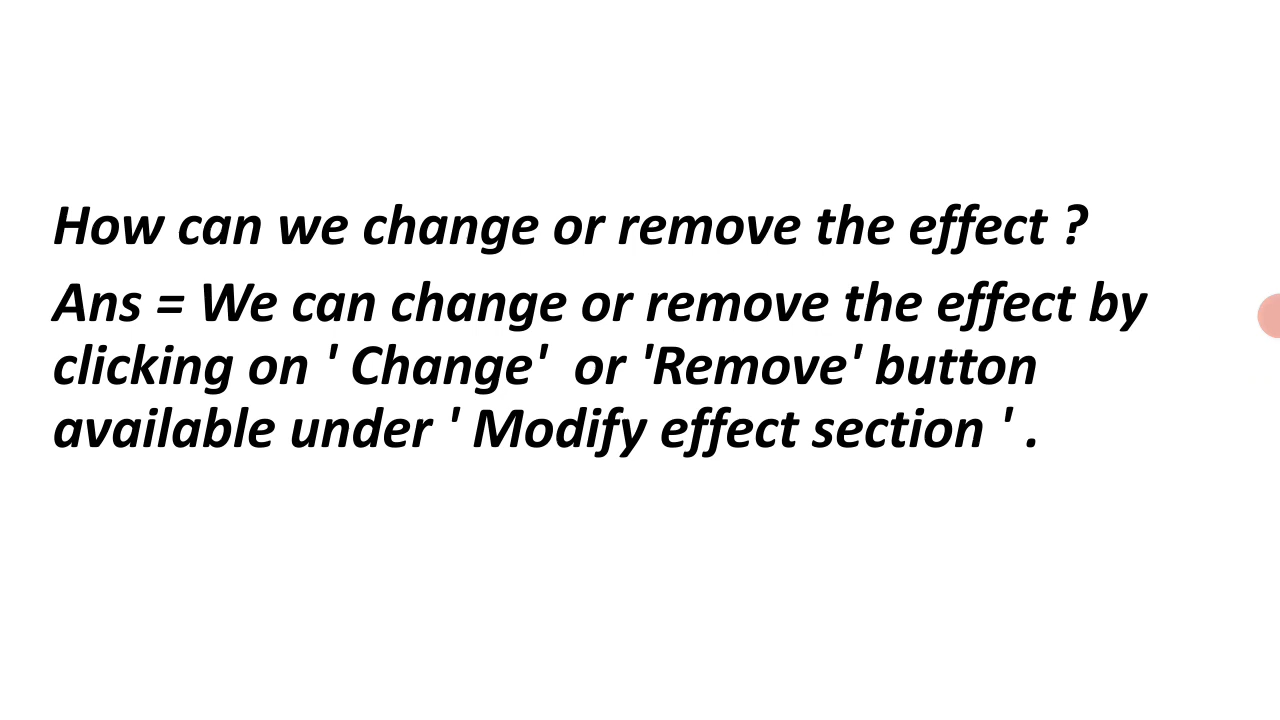 How can we change or remove the effect ?
Ans = We can change or remove the effect by
clicking on ' Change'  or 'Remove' button
available under ' Modify effect section ' .